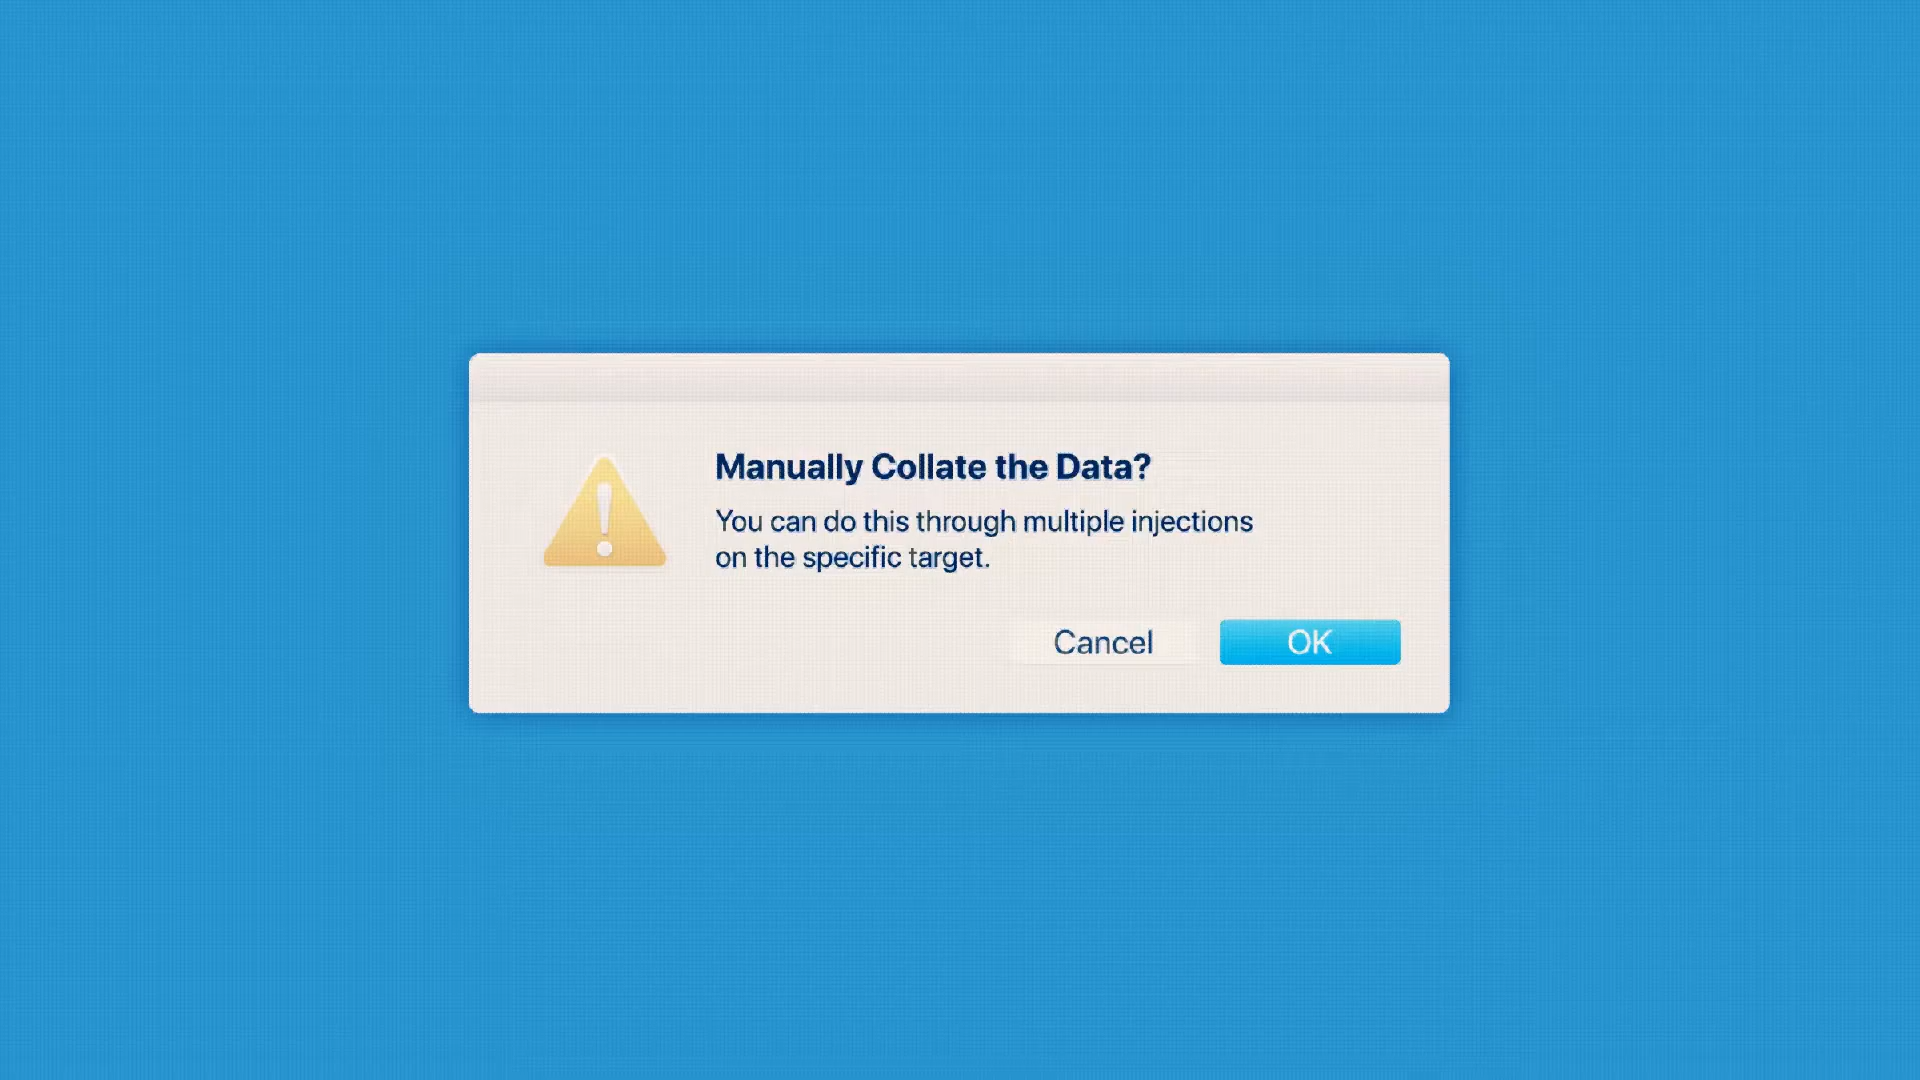 Manually Collate the Data?
You can do this through multiple injections
on the specific target.
Cancel
OK